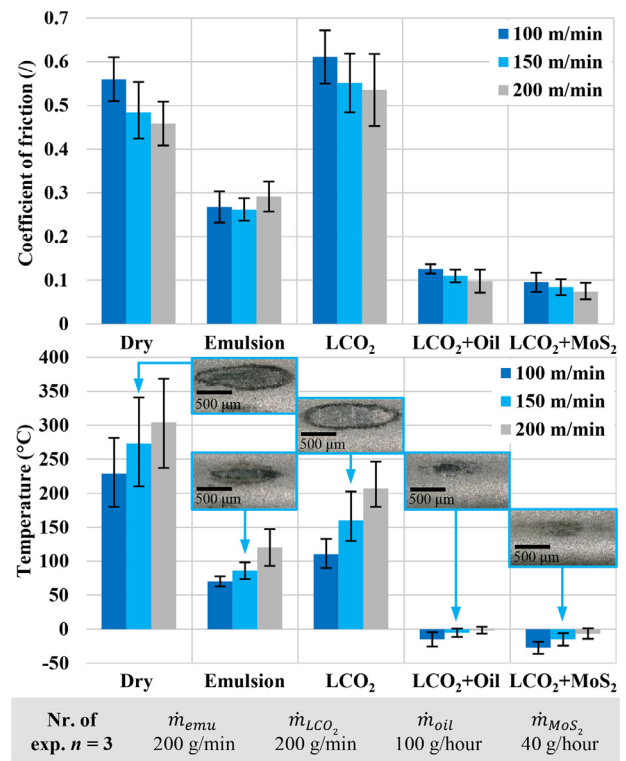 0.7
0.6
0.5
0.4
0.3
0.2
0.1
0
Coefficient of friction (/)
100 m/min
150 m/min
200 m/min
Dry Emulsion LCO₂ LCO₂+Oil LCO₂+MoS₂
400
350
300
250
200
150
100
50
0
-50
Temperature (°C)
100 m/min
150 m/min
200 m/min
500 μm
500 μm
500 μm
500 μm
500 μm
Dry Emulsion LCO₂ LCO₂+Oil LCO₂+MoS₂
Nr. of ṁemu ṁLCO₂ ṁoil ṁMoS₂
exp. n = 3 200 g/min 200 g/min 100 g/hour 40 g/hour